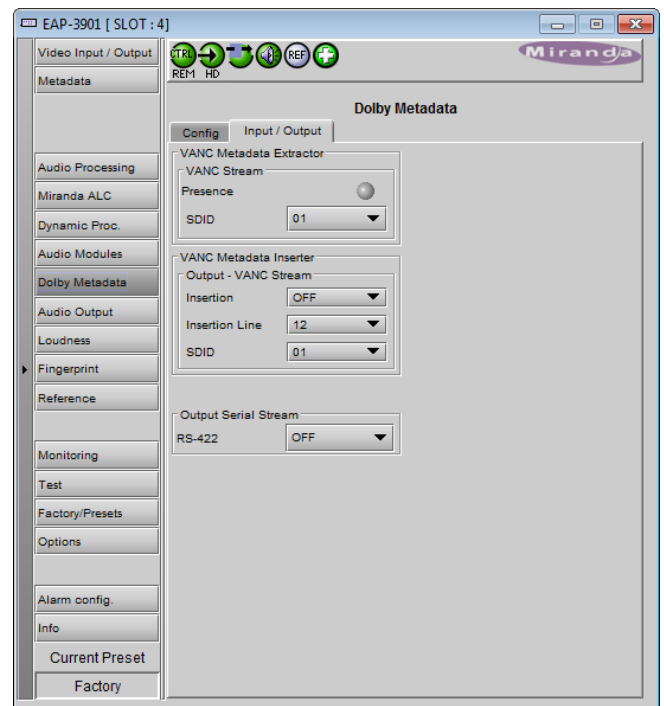 EAP-3901 [ SLOT : 4]
Video Input / Output
Metadata
Audio Processing
Miranda ALC
Dynamic Proc.
Audio Modules
Dolby Metadata
Audio Output
Loudness
Fingerprint
Reference
Monitoring
Test
Factory/Presets
Options
Alarm config.
Info
Current Preset
Factory
CTRL
REF
REM HD
Miranda
Dolby Metadata
Config Input / Output
VANC Metadata Extractor
VANC Stream
Presence
SDID 01
VANC Metadata Inserter
Output - VANC Stream
Insertion OFF
Insertion Line 12
SDID 01
Output Serial Stream
RS-422 OFF